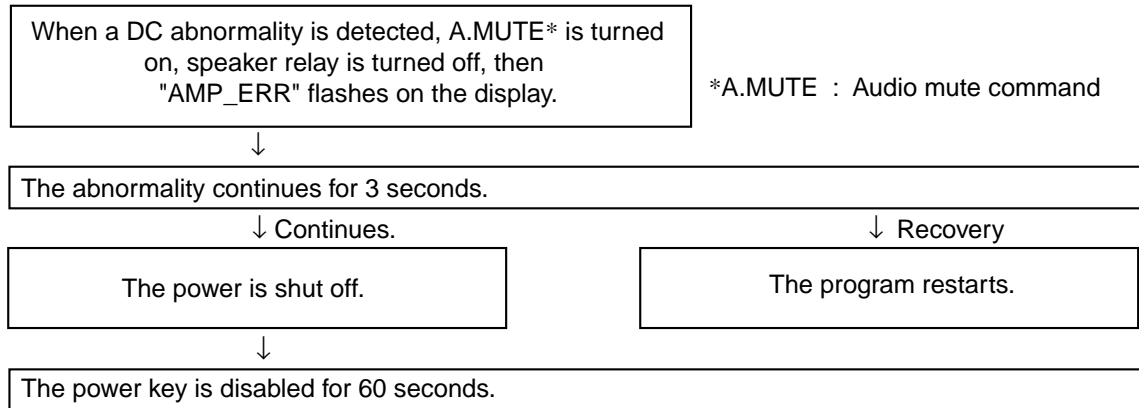 When a DC abnormality is detected, A.MUTE* is turned
on, speaker relay is turned off, then
"AMP_ERR" flashes on the display.
*A.MUTE : Audio mute command
↓
The abnormality continues for 3 seconds.
↓ Continues.
↓ Recovery
The power is shut off.
The program restarts.
↓
The power key is disabled for 60 seconds.